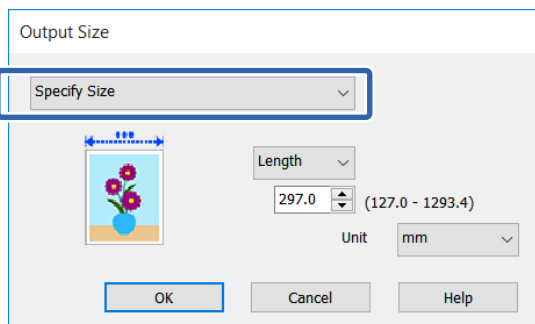 Output Size
Specify Size
Length
297.0 (127.0 - 1293.4)
Unit mm
OK Cancel Help